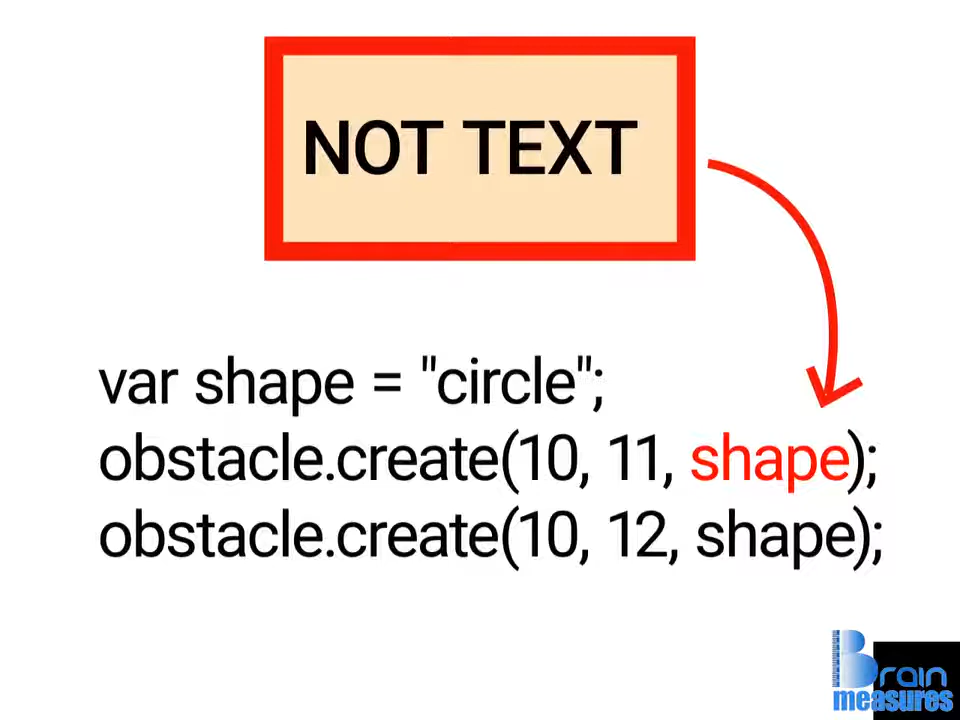 NOT TEXT
var shape = "circle";
obstacle.create(10, 11, shape);
obstacle.create(10, 12, shape);
Brain
measures